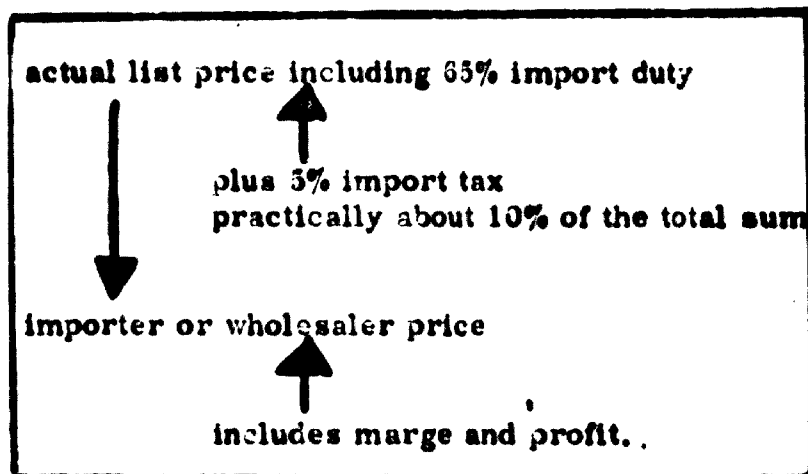 actual list price including 65% import duty
plus 5% import tax
practically about 10% of the total sum
importer or wholesaler price
includes marge and profit.